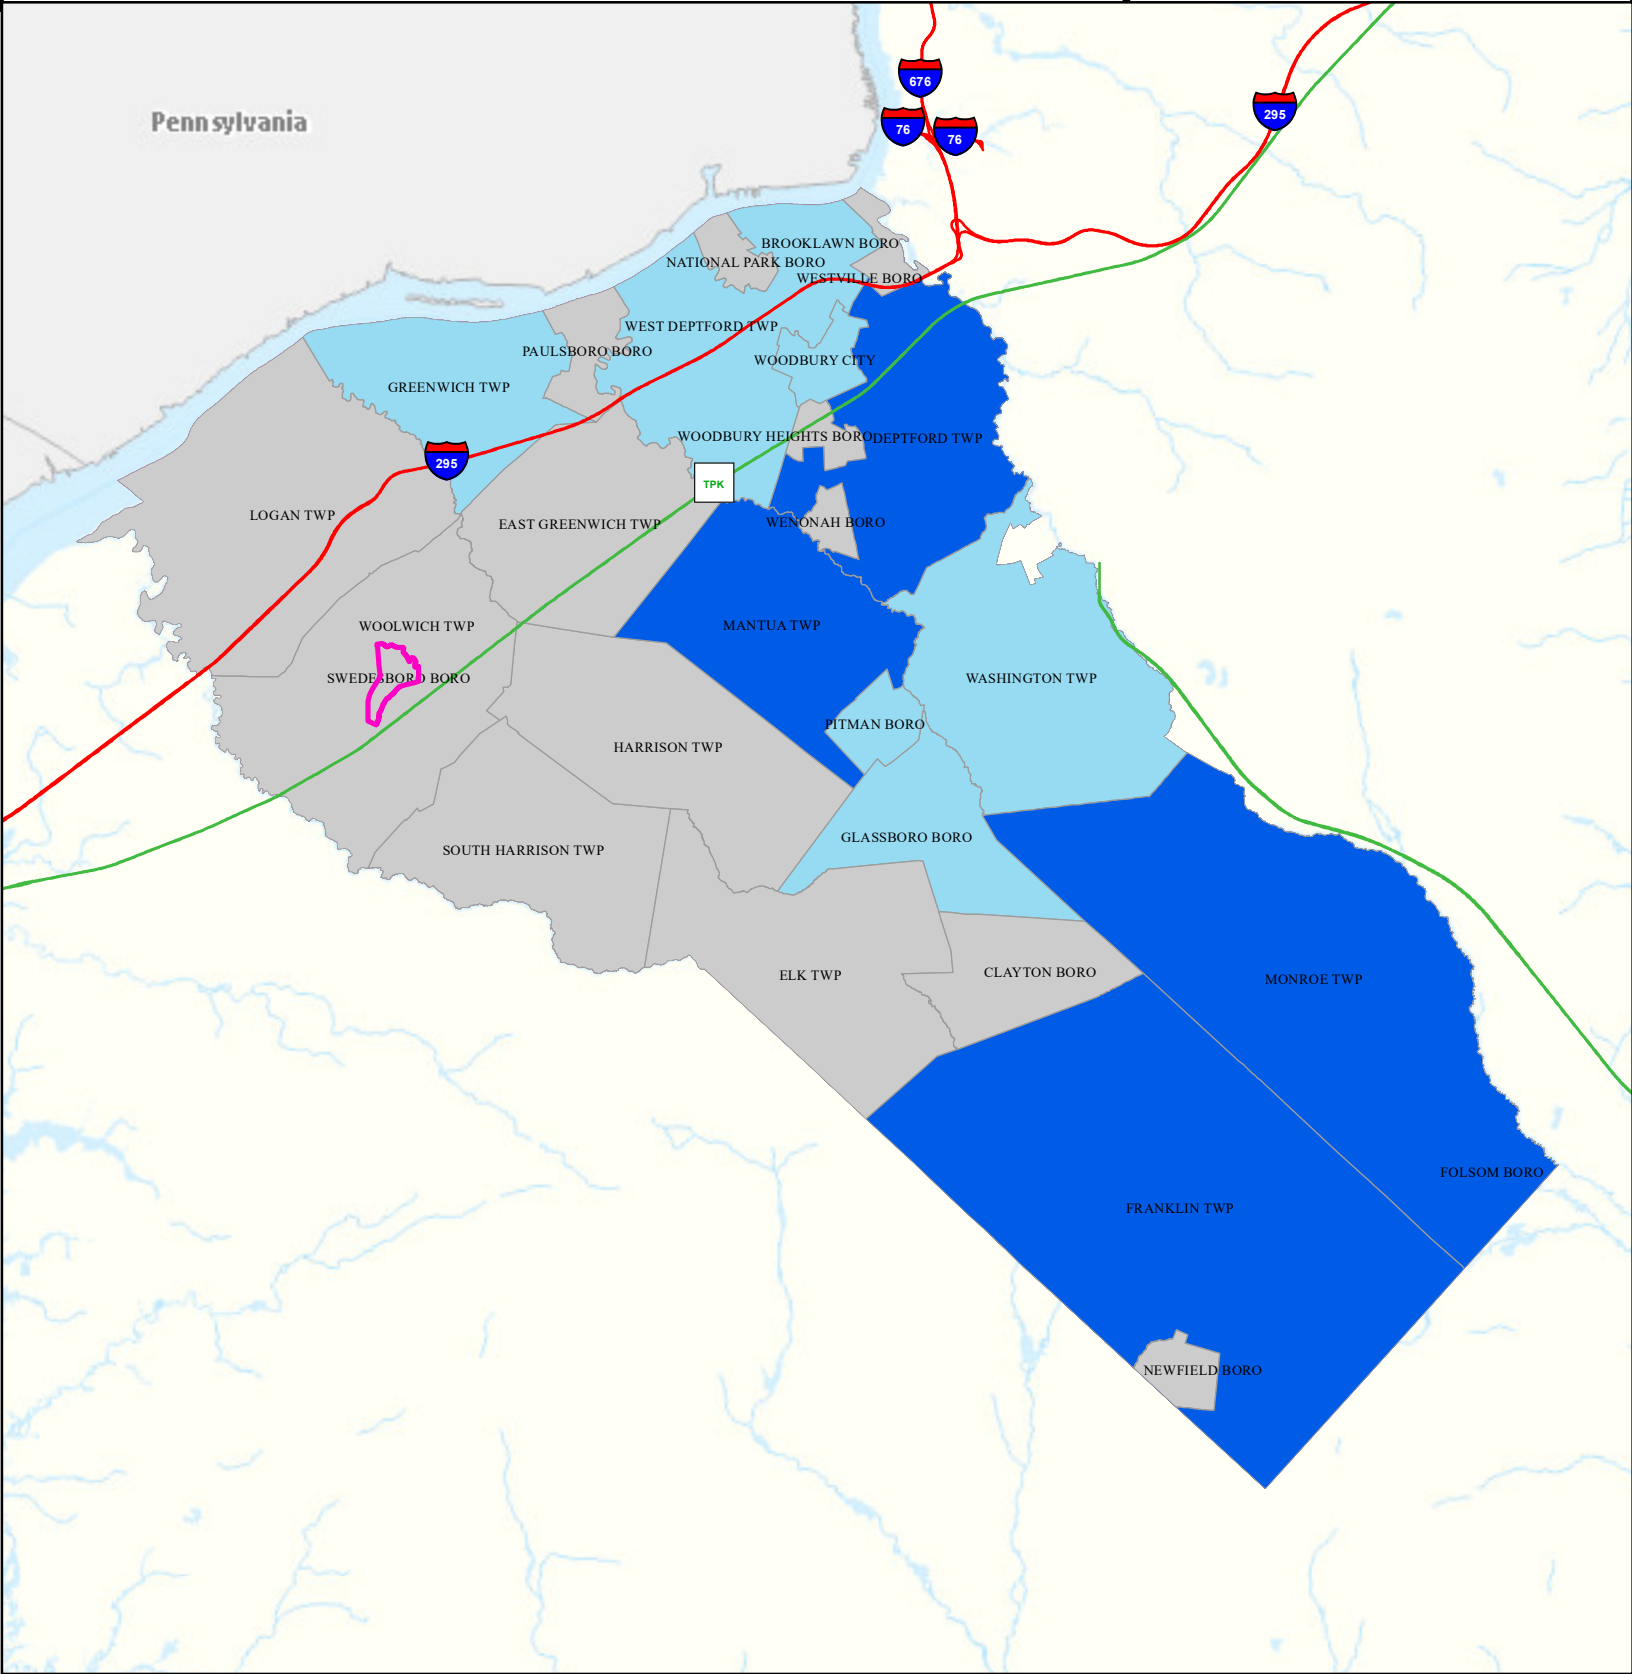 676
76
76
295
Pennsylvania
BROOKLAWN BORO
NATIONAL PARK BORO
WESTVILLE BORO
WEST DEPTFORD TWP
PAULSBORO BORO
WOODBURY CITY
GREENWICH TWP
WOODBURY HEIGHTS BORO
DEPTFORD TWP
295
TPK
LOGAN TWP
EAST GREENWICH TWP
WENONAH BORO
WOOLWICH TWP
MANTUA TWP
SWEDESBORO BORO
WASHINGTON TWP
PITMAN BORO
HARRISON TWP
GLASSBORO BORO
SOUTH HARRISON TWP
ELK TWP
CLAYTON BORO
MONROE TWP
FOLSOM BORO
FRANKLIN TWP
NEWFIELD BORO